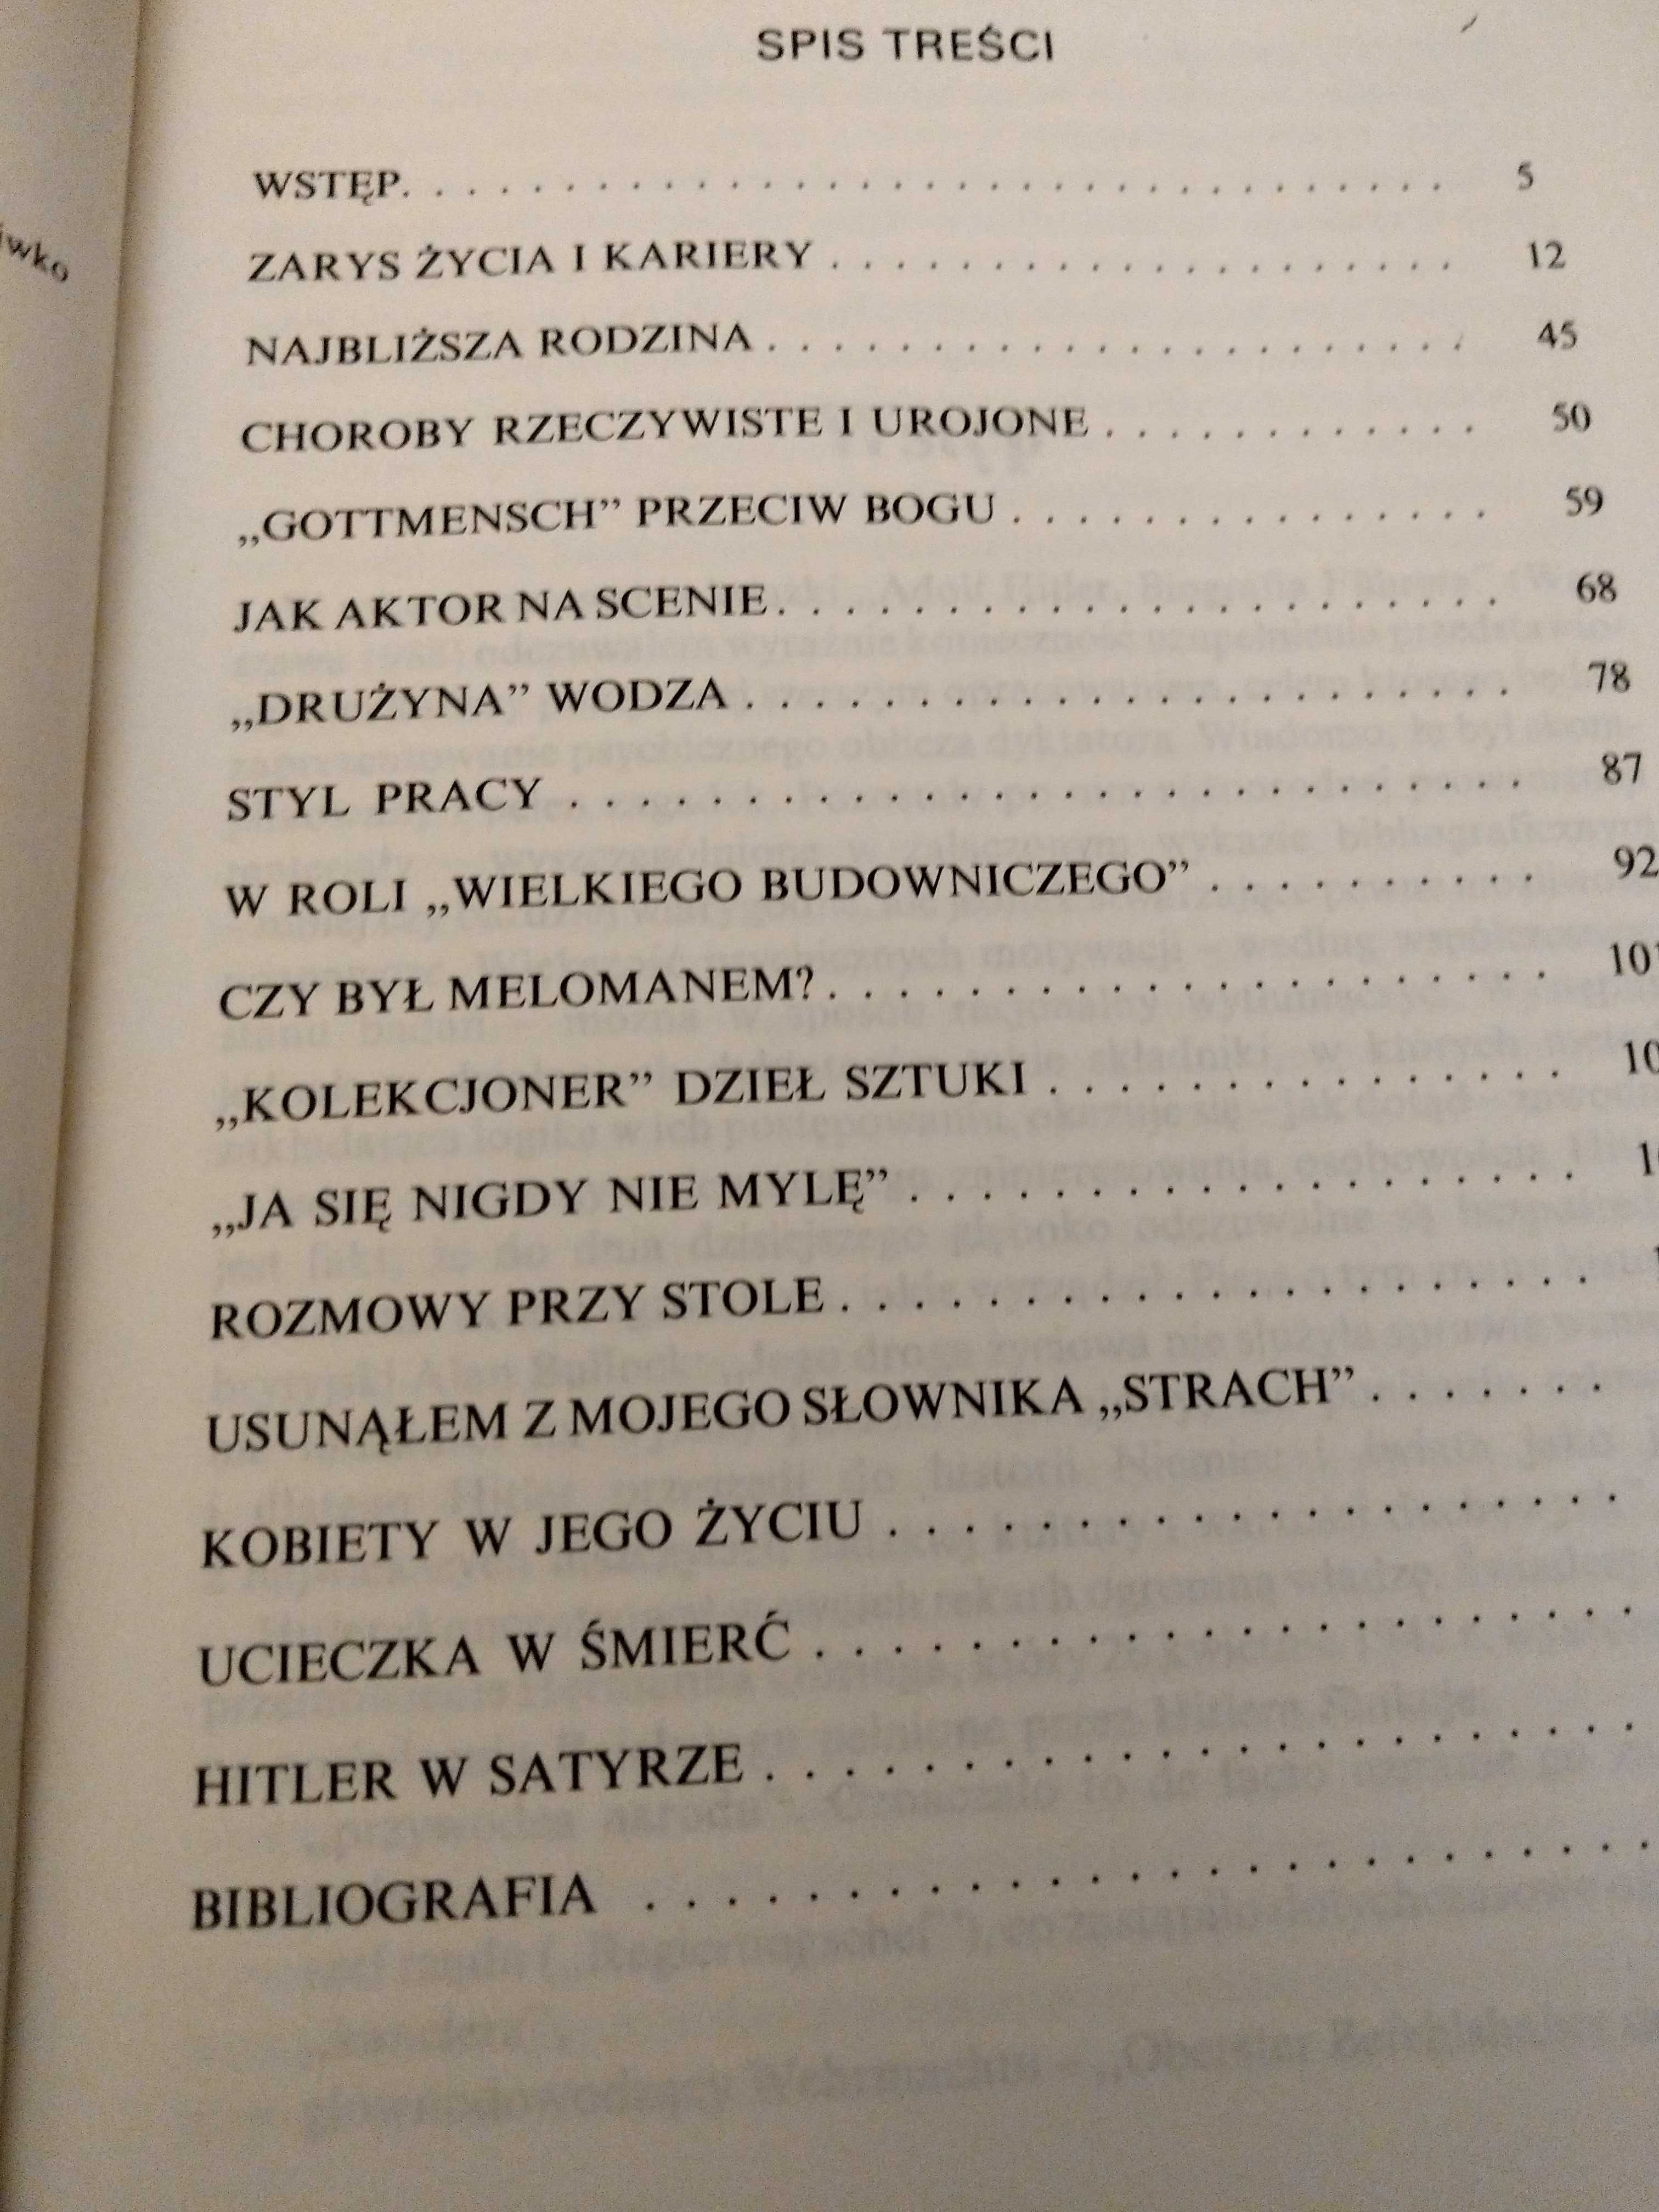 SPIS TREŚCI
WSTĘP. . . . . . . . . . . . . . . . . . . . . . . . . . . . . . . . 5
ZARYS ŻYCIA I KARIERY . . . . . . . . . . . . . . . . . . . . 12
NAJBLIŻSZA RODZINA . . . . . . . . . . . . . . . . . . . . . . 45
CHOROBY RZECZYWISTE I UROJONE . . . . . . . . . . . . 50
„GOTTMENSCH” PRZECIW BOGU . . . . . . . . . . . . . . . 59
JAK AKTOR NA SCENIE. . . . . . . . . . . . . . . . . . . . . . 68
„DRUŻYNA” WODZA . . . . . . . . . . . . . . . . . . . . . . . 78
STYL PRACY . . . . . . . . . . . . . . . . . . . . . . . . . . . 87
W ROLI „WIELKIEGO BUDOWNICZEGO” . . . . . . . . . . 92
CZY BYŁ MELOMANEM? . . . . . . . . . . . . . . . . . . . . .
„KOLEKCJONER” DZIEŁ SZTUKI . . . . . . . . . . . . . . .
„JA SIĘ NIGDY NIE MYLĘ” . . . . . . . . . . . . . . . . . . .
ROZMOWY PRZY STOLE . . . . . . . . . . . . . . . . . . . . .
USUNĄŁEM Z MOJEGO SŁOWNIKA „STRACH” . . . . . . .
KOBIETY W JEGO ŻYCIU . . . . . . . . . . . . . . . . . . . .
UCIECZKA W ŚMIERĆ . . . . . . . . . . . . . . . . . . . . . .
HITLER W SATYRZE . . . . . . . . . . . . . . . . . . . . . . .
BIBLIOGRAFIA . . . . . . . . . . . . . . . . . . . . . . . . . .